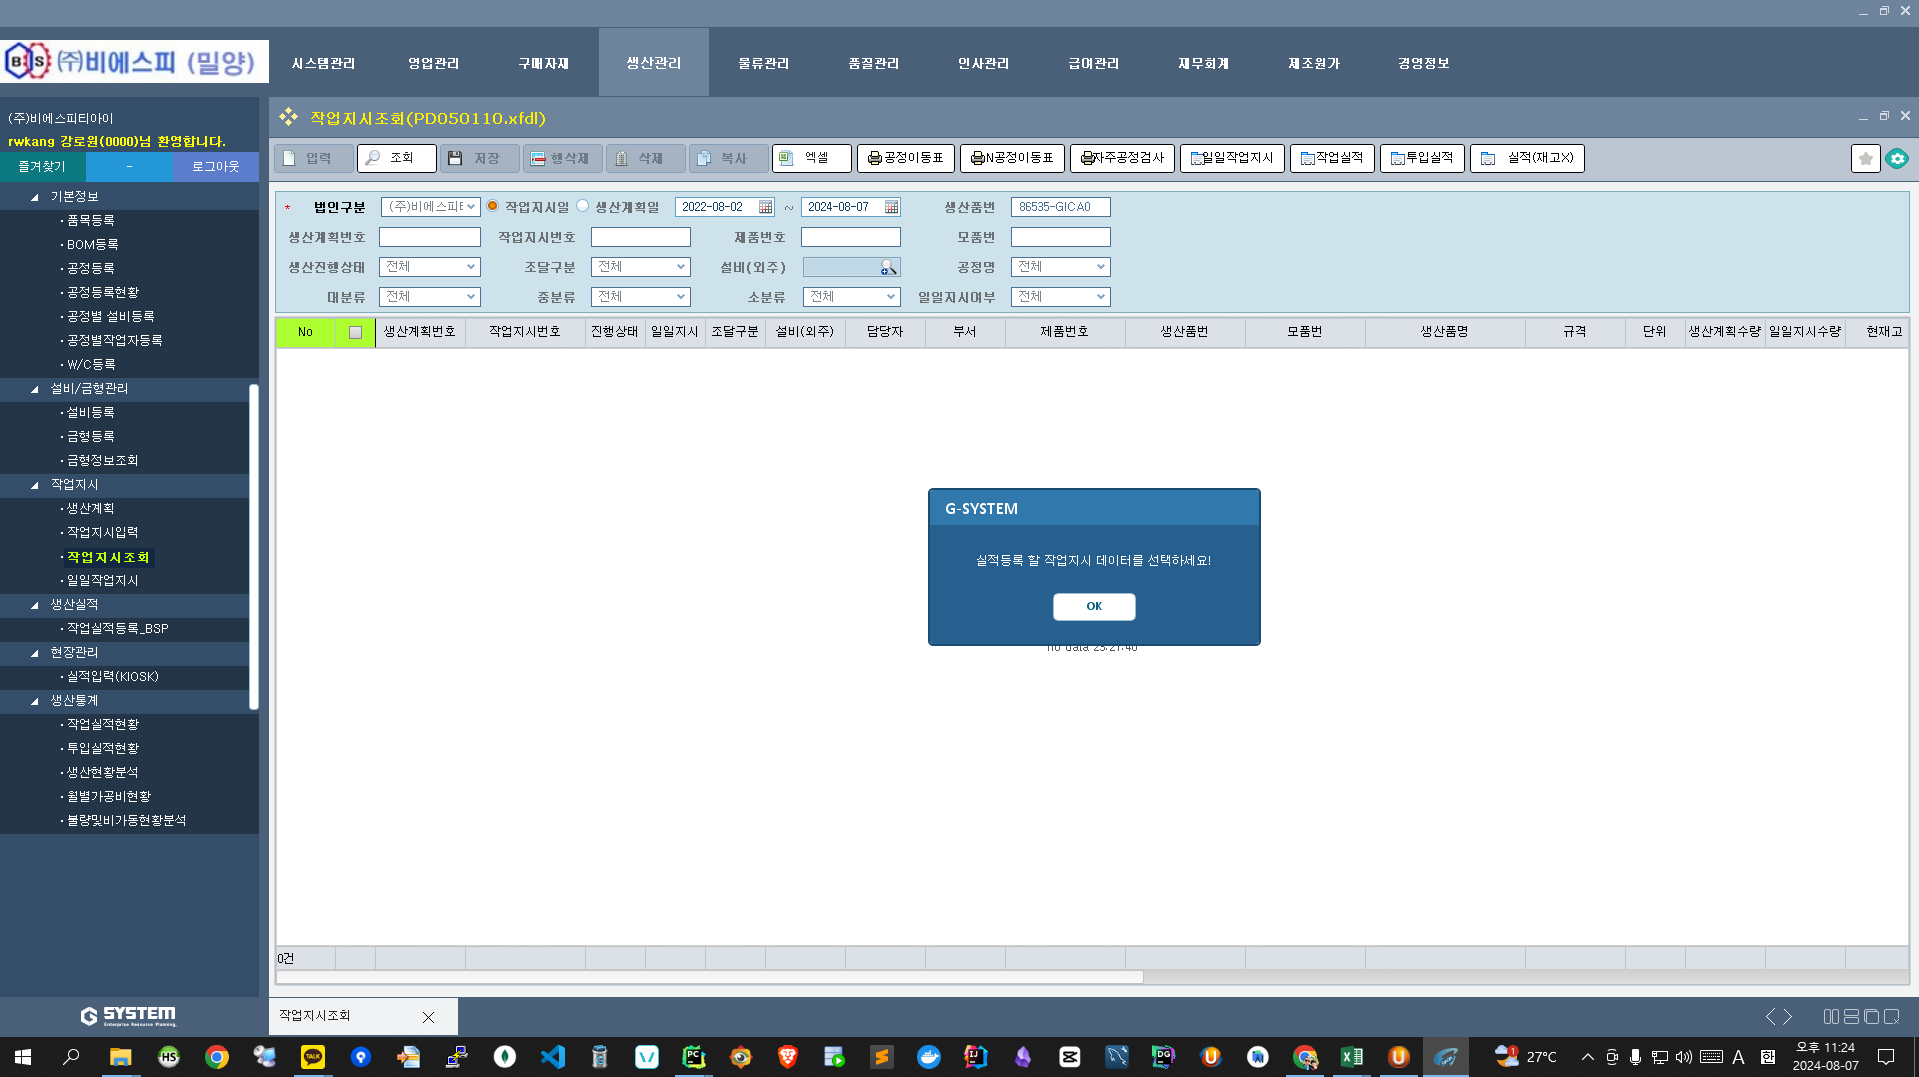 BS (주)비에스피 (밀양)
시스템관리 영업관리 구매자재 생산관리 물류관리 품질관리 인사관리 급여관리 재무회계 제조원가 경영정보
(주)비에스피티아이
rwkang 강로원(0000)님 환영합니다.
즐겨찾기 - 로그아웃
기본정보
품목등록
BOM등록
공정등록
공정등록현황
공정별 설비등록
공정별작업자등록
W/C등록
설비/금형관리
설비등록
금형등록
금형정보조회
작업지시
생산계획
작업지시입력
작업지시조회
일일작업지시
생산실적
작업실적등록_BSP
현장관리
실적입력(KIOSK)
생산통계
작업실적현황
투입실적현황
생산현황분석
월별가공비현황
불량및비가동현황분석
G SYSTEM
Enterprise Resource Planning.
작업지시조회(PD050110.xfdl)
입력 조회 저장 행삭제 삭제 복사 엑셀 공정이동표 N공정이동표 자주공정검사 일일작업지시 작업실적 투입실적 실적(재고X)
* 법인구분 (주)비에스피 작업지시일 생산계획일 2022-08-02 ~ 2024-08-07 생산품번 86535-GICA0
생산계획번호 작업지시번호 제품번호 모품번
생산진행상태 전체 조달구분 전체 설비(외주) 공정명 전체
대분류 전체 중분류 전체 소분류 전체 일일지시여부 전체
No 생산계획번호 작업지시번호 진행상태 일일지시 조달구분 설비(외주) 담당자 부서 제품번호 생산품번 모품번 생산품명 규격 단위 생산계획수량 일일지시수량 현재고
G-SYSTEM
실적등록 할 작업지시 데이터를 선택하세요!
OK
no data 23:21:40
0건
작업지시조회
HS TALK PC IJ DG
27°C A 한 오후 11:24
2024-08-07